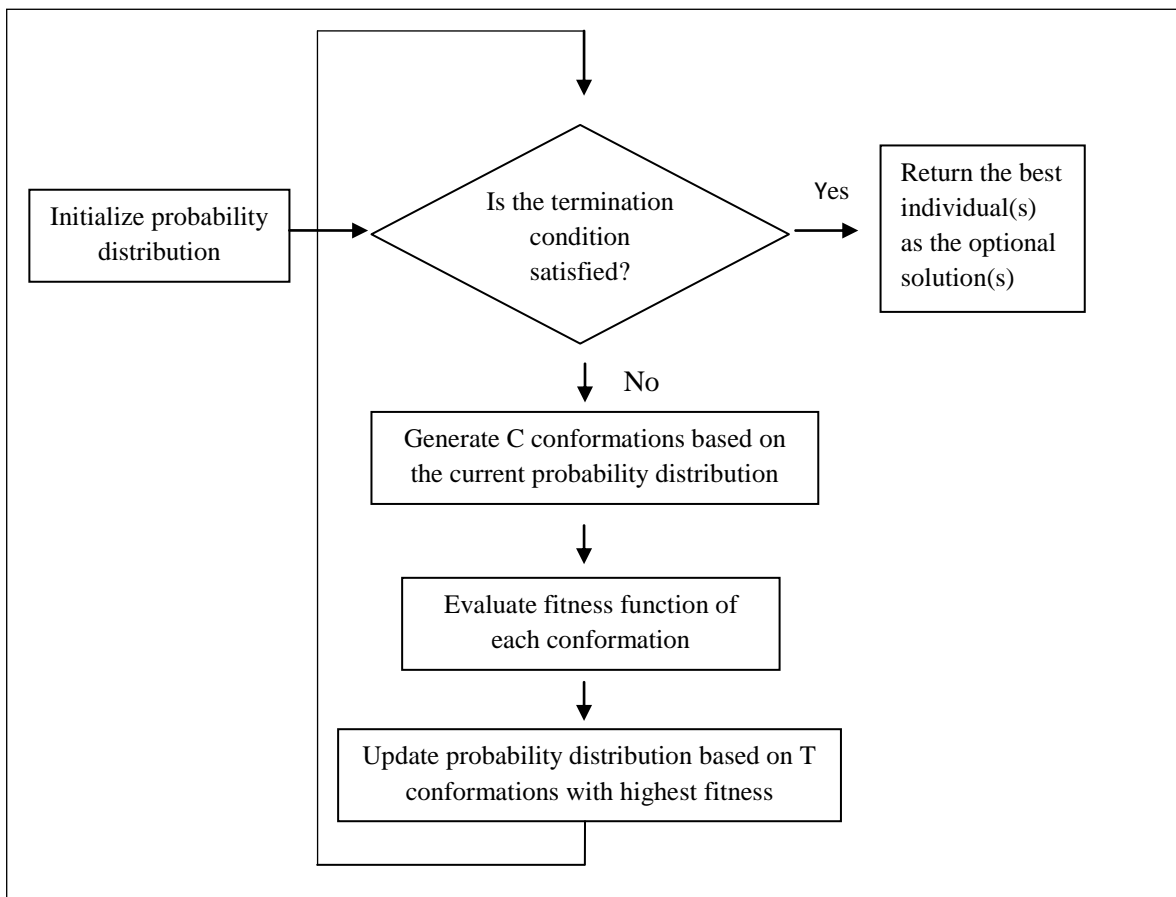 Initialize probability
distribution
Is the termination
condition
satisfied?
Yes
Return the best
individual(s)
as the optional
solution(s)
No
Generate C conformations based on
the current probability distribution
Evaluate fitness function of
each conformation
Update probability distribution based on T
conformations with highest fitness